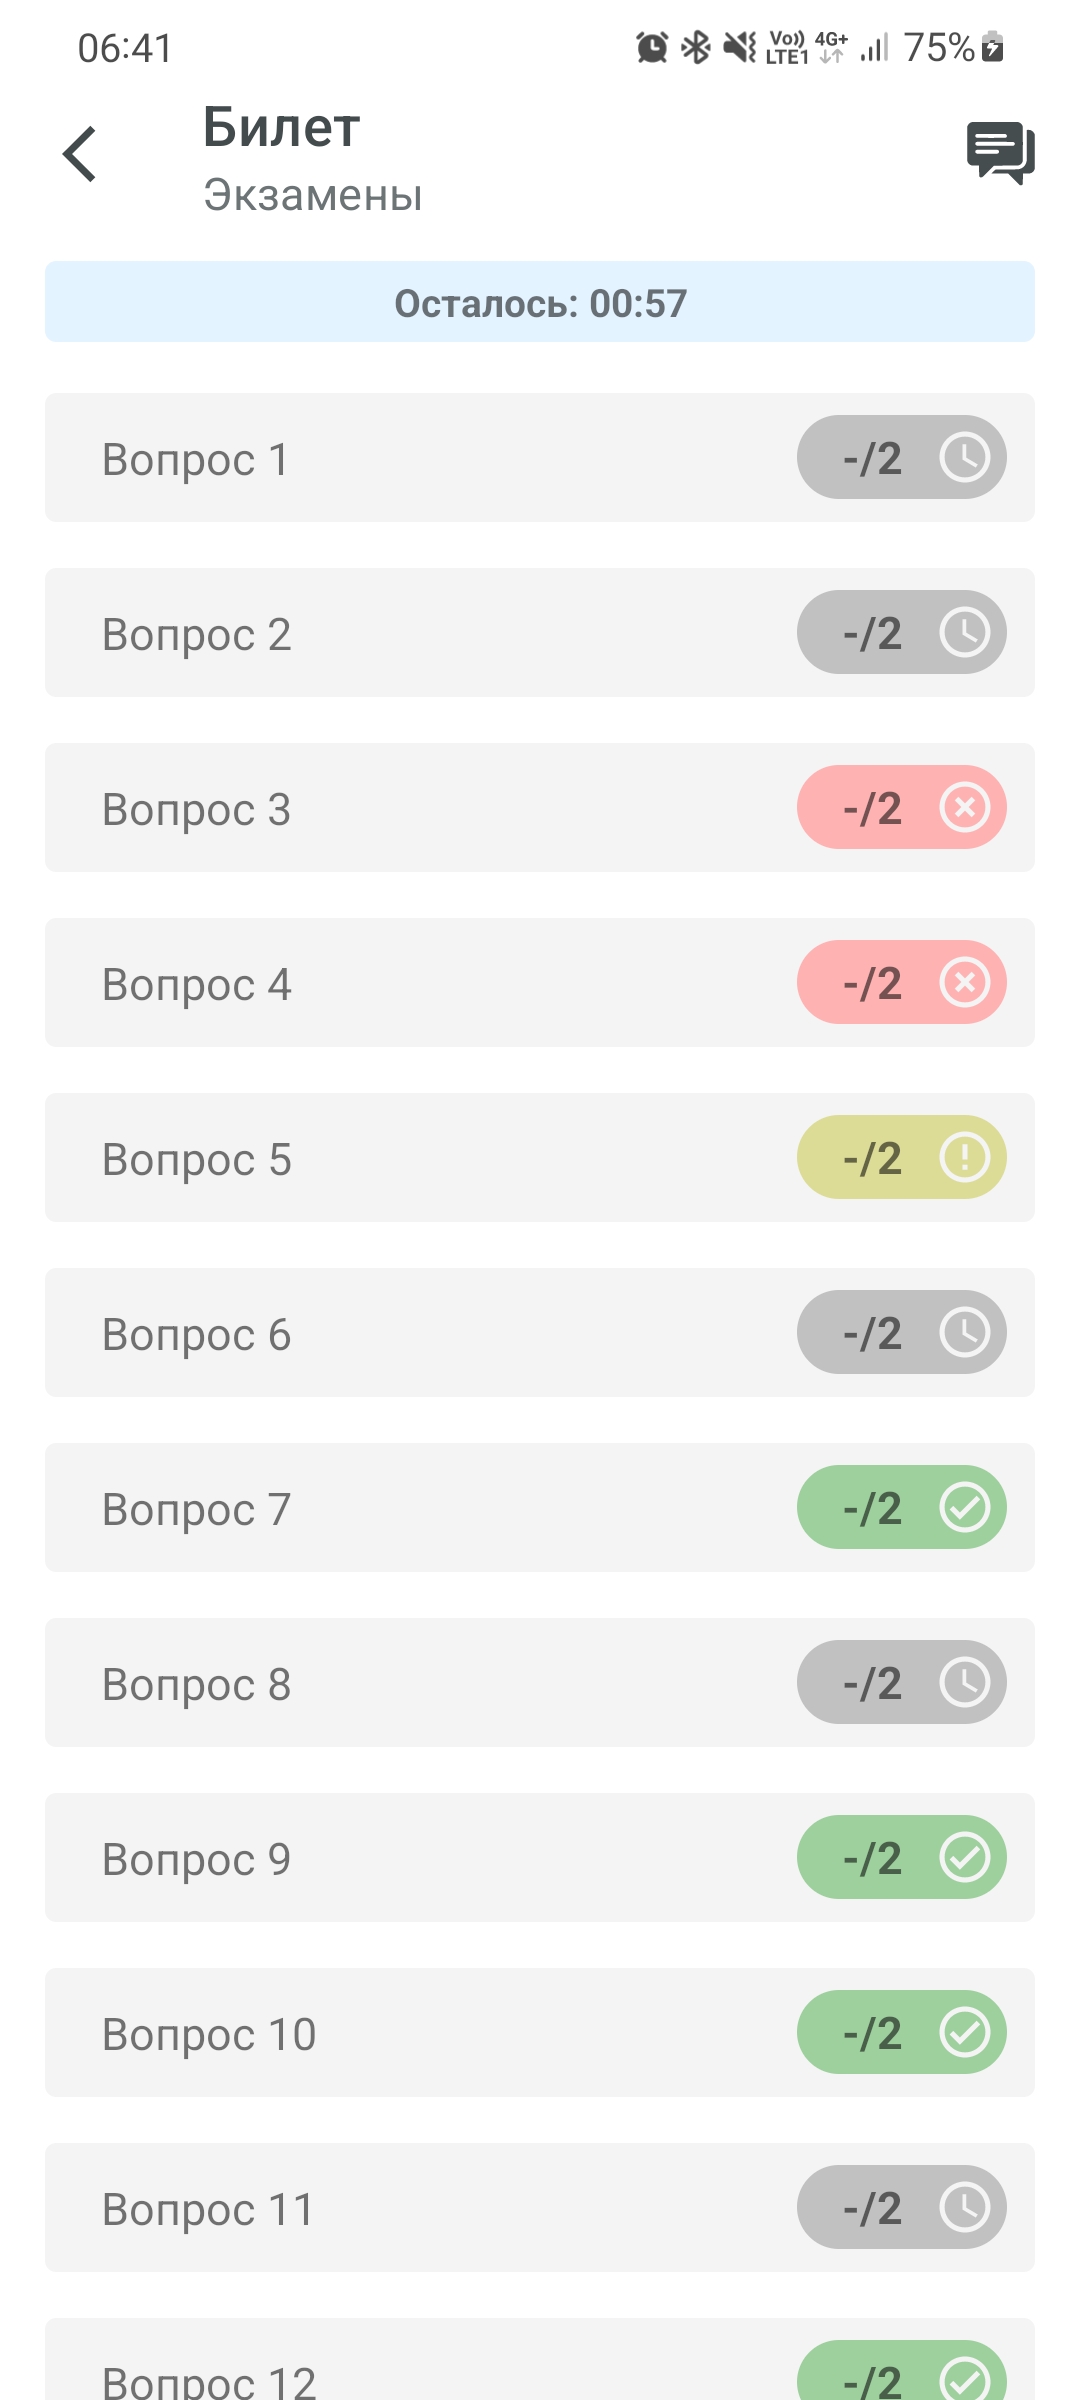 06:41
Vo)) LTE1 4G+ 75%
Билет
Экзамены
Осталось: 00:57
Вопрос 1 -/2
Вопрос 2 -/2
Вопрос 3 -/2
Вопрос 4 -/2
Вопрос 5 -/2
Вопрос 6 -/2
Вопрос 7 -/2
Вопрос 8 -/2
Вопрос 9 -/2
Вопрос 10 -/2
Вопрос 11 -/2
Вопрос 12 -/2